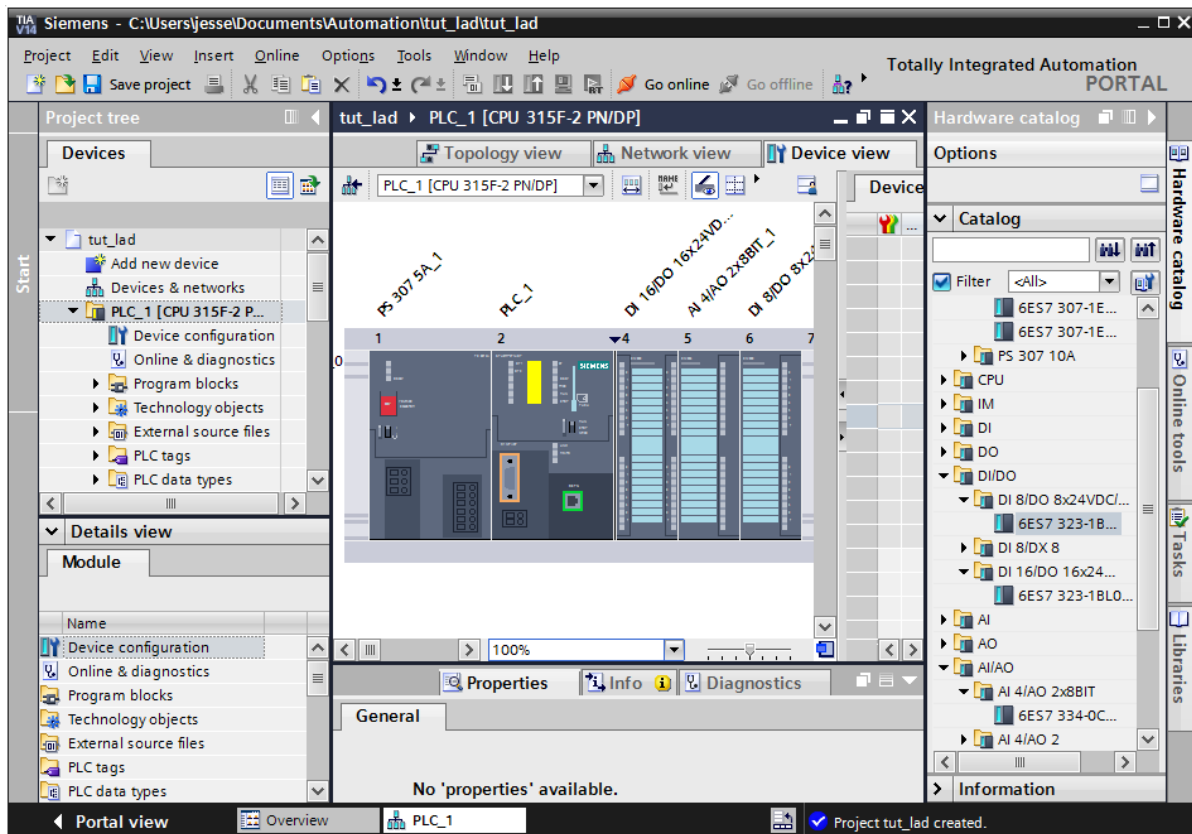 TIA V14 Siemens - C:\Users\jesse\Documents\Automation\tut_lad\tut_lad
Project Edit View Insert Online Options Tools Window Help
Totally Integrated Automation
PORTAL
Save project
Go online
Go offline
Project tree
Devices
Start
tut_lad
Add new device
Devices & networks
PLC_1 [CPU 315F-2 P...
Device configuration
Online & diagnostics
Program blocks
Technology objects
External source files
PLC tags
PLC data types
Details view
Module
Name
Device configuration
Online & diagnostics
Program blocks
Technology objects
External source files
PLC tags
PLC data types
tut_lad PLC_1 [CPU 315F-2 PN/DP]
Topology view
Network view
Device view
PLC_1 [CPU 315F-2 PN/DP]
NAME
Device
...
PS 307 5A_1
PLC_1
DI 16/DO 16x24VD...
AI 4/AO 2x8BIT_1
DI 8/DO 8x2
1 2 4 5 6 7
0
SIEMENS
100%
Properties
Info
Diagnostics
General
No 'properties' available.
Hardware catalog
Options
Catalog
Filter
<All>
6ES7 307-1E...
6ES7 307-1E...
PS 307 10A
CPU
IM
DI
DO
DI/DO
DI 8/DO 8x24VDC/...
6ES7 323-1B...
DI 8/DX 8
DI 16/DO 16x24...
6ES7 323-1BL0...
AI
AO
AI/AO
AI 4/AO 2x8BIT
6ES7 334-0C...
AI 4/AO 2
Information
Hardware catalog
Online tools
Tasks
Libraries
Portal view
Overview
PLC_1
Project tut_lad created.